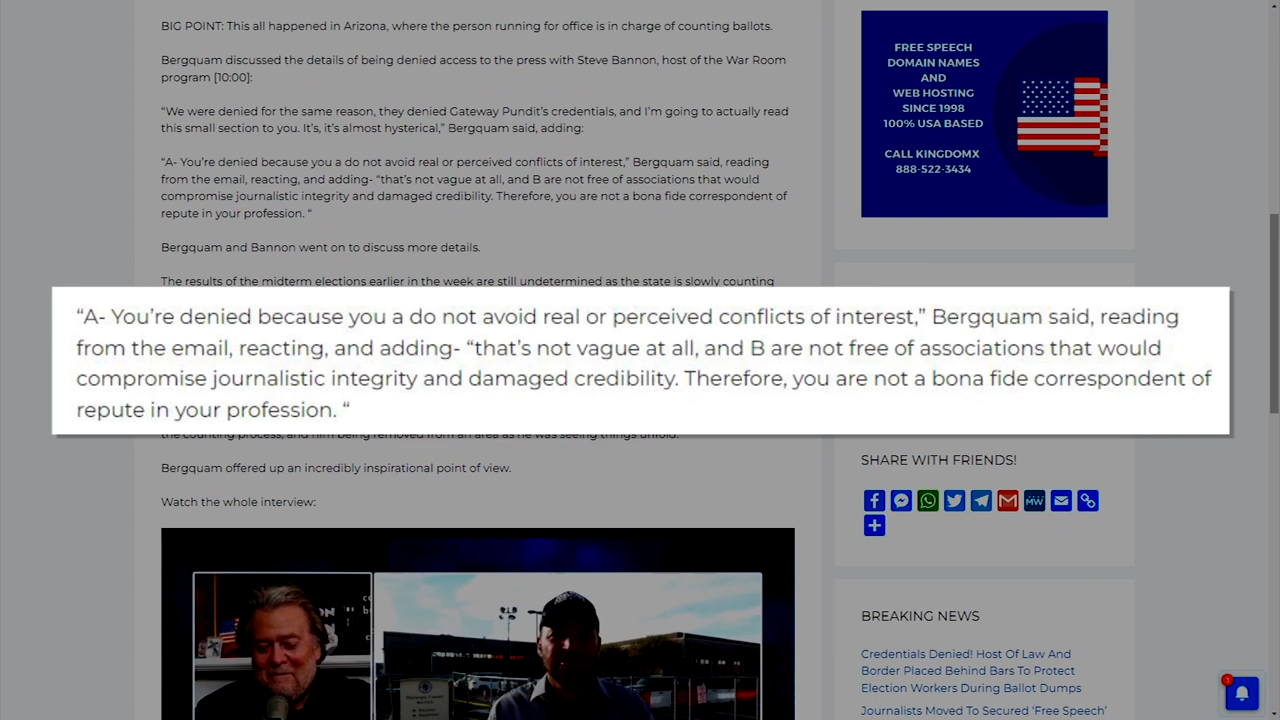 BIG POINT: This all happened in Arizona, where the person running for office is in charge of counting ballots.
Bergquam discussed the details of being denied access to the press with Steve Bannon, host of the War Room
program [10:00]:
“We were denied for the same reason, they denied Gateway Pundit’s credentials, and I’m going to actually read
this small section to you. It’s, it’s almost hysterical,” Bergquam said, adding:
“A- You’re denied because you a do not avoid real or perceived conflicts of interest,” Bergquam said, reading
from the email, reacting, and adding- “that’s not vague at all, and B are not free of associations that would
compromise journalistic integrity and damaged credibility. Therefore, you are not a bona fide correspondent of
repute in your profession. “
Bergquam and Bannon went on to discuss more details.
The results of the midterm elections earlier in the week are still undetermined as the state is slowly counting
“A- You’re denied because you a do not avoid real or perceived conflicts of interest,” Bergquam said, reading
from the email, reacting, and adding- “that’s not vague at all, and B are not free of associations that would
compromise journalistic integrity and damaged credibility. Therefore, you are not a bona fide correspondent of
repute in your profession. “
the counting process, and him being removed from an area as he was seeing things unfold.
Bergquam offered up an incredibly inspirational point of view.
Watch the whole interview:
FREE SPEECH
DOMAIN NAMES
AND
WEB HOSTING
SINCE 1998
100% USA BASED
CALL KINGDOMX
888-522-3434
SHARE WITH FRIENDS!
MW
BREAKING NEWS
Credentials Denied! Host Of Law And
Border Placed Behind Bars To Protect
Election Workers During Ballot Dumps
Journalists Moved To Secured ‘Free Speech’
1